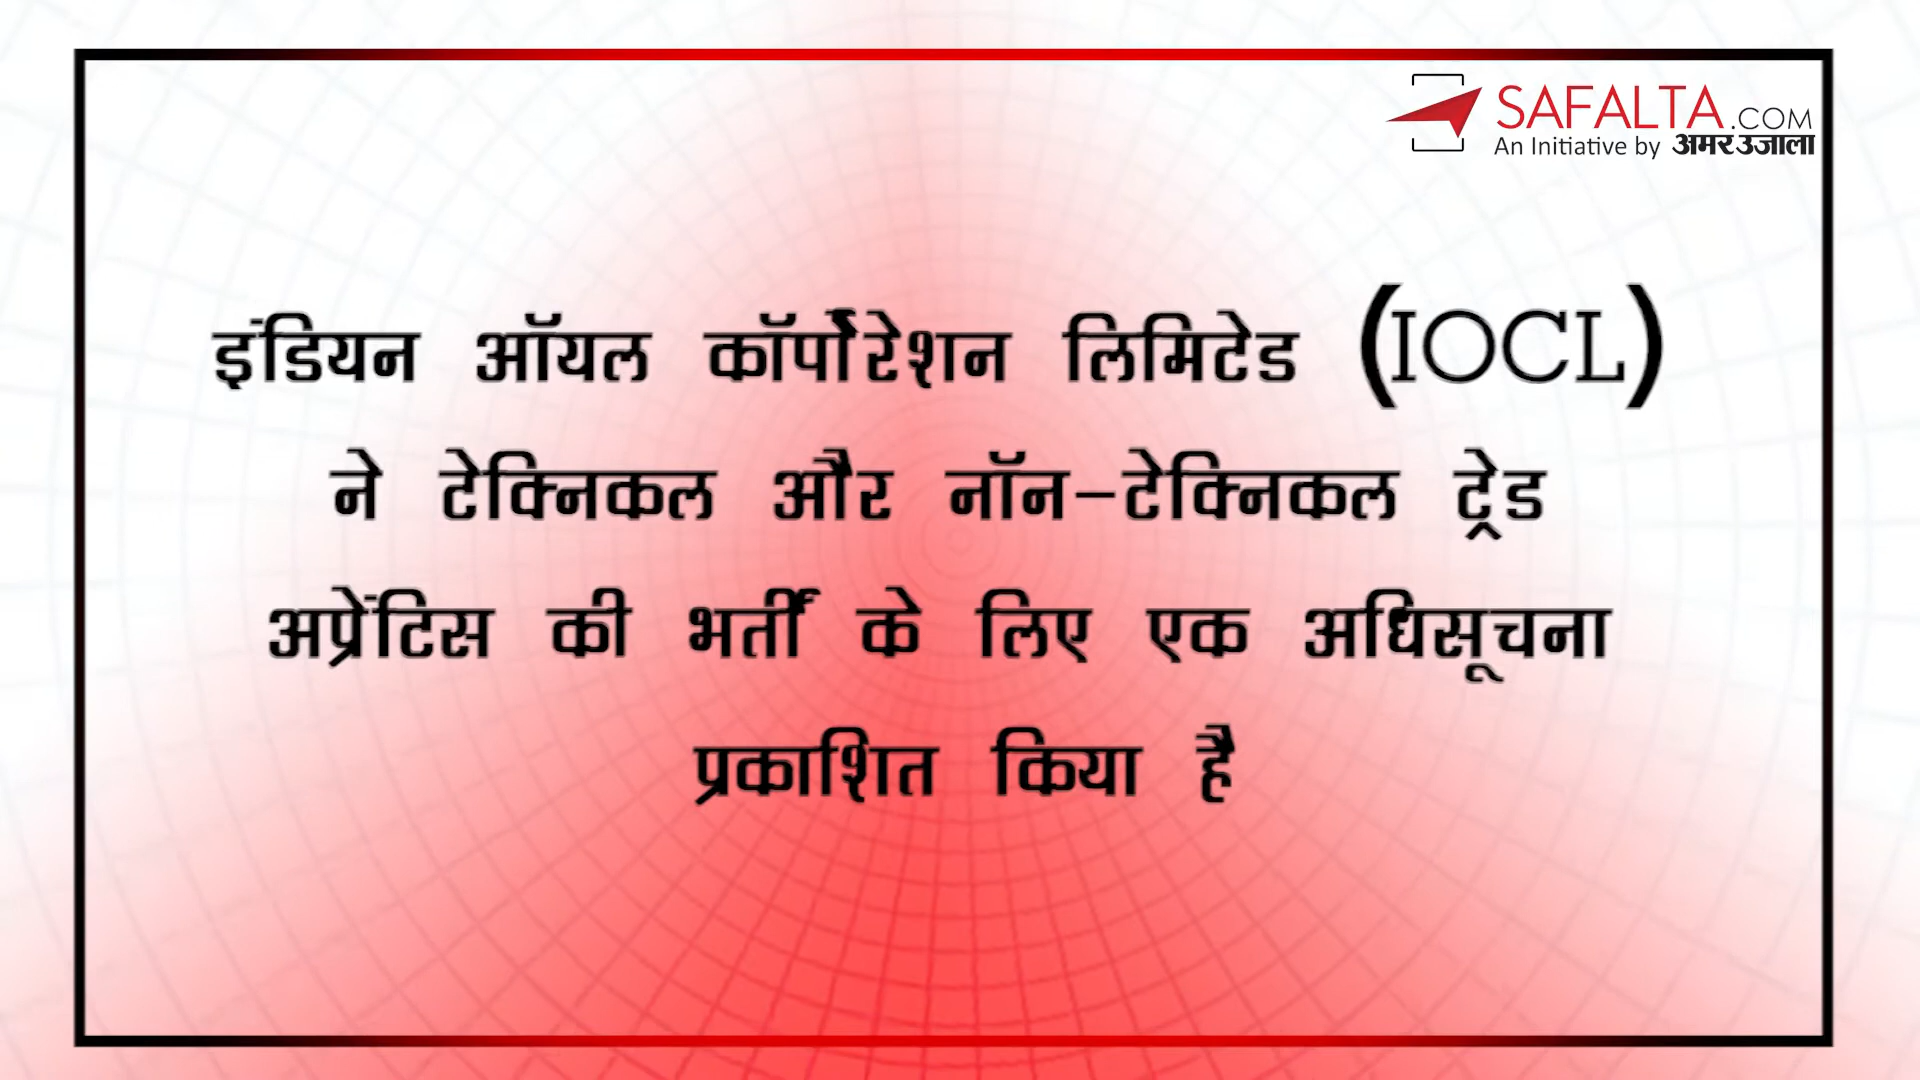 SAFALTA.COM
An Initiative by अमर उजाला
इंडियन ऑयल कॉर्पोरेशन लिमिटेड (IOCL)
ने टेक्निकल और नॉन-टेक्निकल ट्रेड
अप्रेंटिस की भर्ती के लिए एक अधिसूचना
प्रकाशित किया है